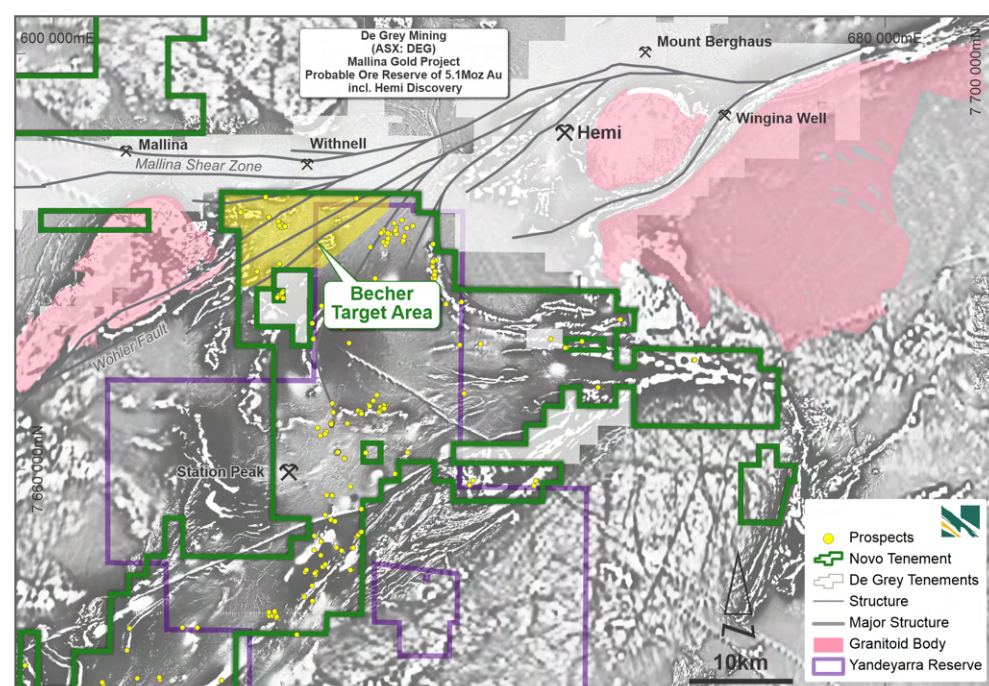 600 000mE
De Grey Mining
(ASX: DEG)
Mallina Gold Project
Probable Ore Reserve of 5.1Moz Au
incl. Hemi Discovery
Mount Berghaus
680 000mE
7 700 000mN
Mallina
Withnell
Hemi
Wingina Well
Mallina Shear Zone
Becher
Target Area
Wöhler Fault
7 660 000mN
Station Peak
Prospects
Novo Tenement
De Grey Tenements
Structure
Major Structure
Granitoid Body
Yandeyarra Reserve
N
10km